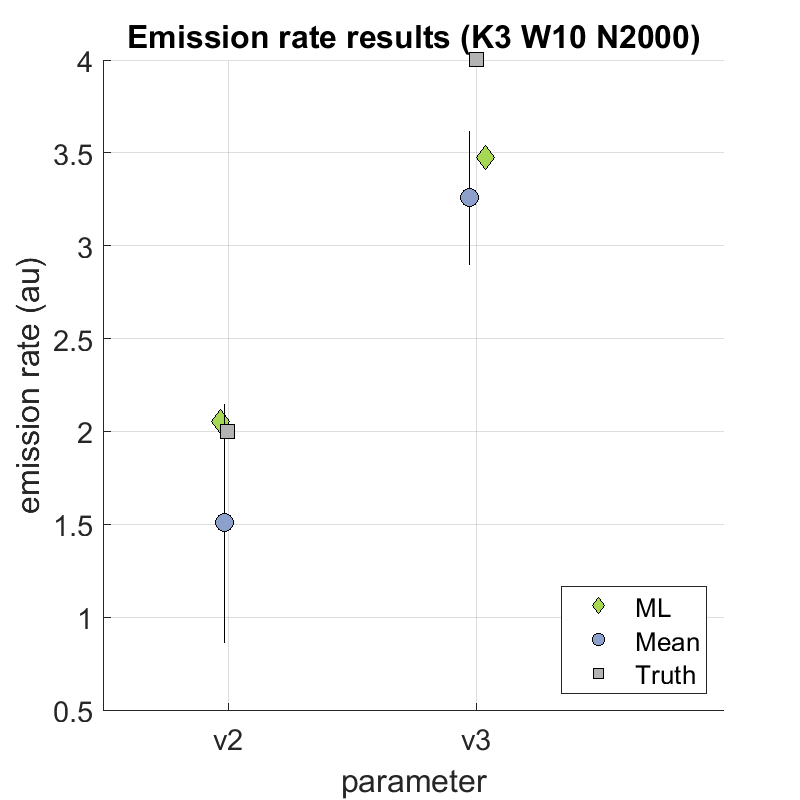 Emission rate results (K3 W10 N2000)
4
3.5
3
2.5
2
1.5
1
0.5
emission rate (au)
v2
v3
parameter
ML
Mean
Truth